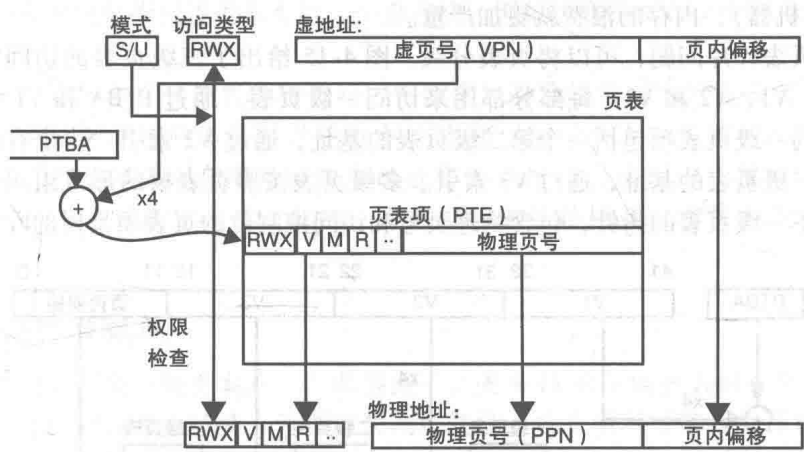 模式 访问类型 虚地址：
S/U RWX 虚页号（VPN） 页内偏移
页表
PTBA
x4
+
页表项（PTE）
RWX V M R ·· 物理页号
权限
检查
物理地址：
RWX V M R ·· 物理页号（PPN） 页内偏移